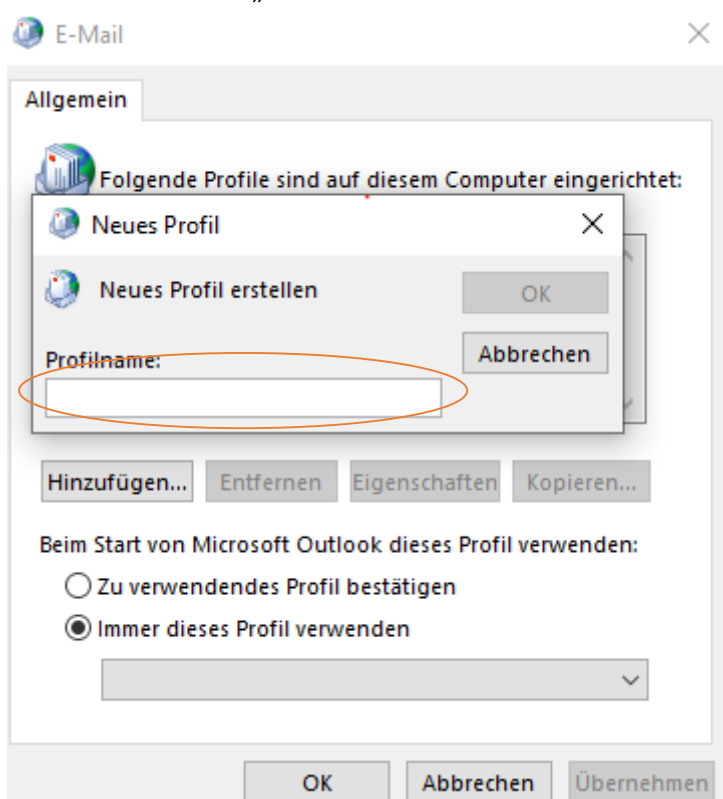 „
E-Mail
Allgemein
Folgende Profile sind auf diesem Computer eingerichtet:
Neues Profil
Neues Profil erstellen
OK
Profilname:
Abbrechen
Hinzufügen... Entfernen Eigenschaften Kopieren...
Beim Start von Microsoft Outlook dieses Profil verwenden:
Zu verwendendes Profil bestätigen
Immer dieses Profil verwenden
OK Abbrechen Übernehmen